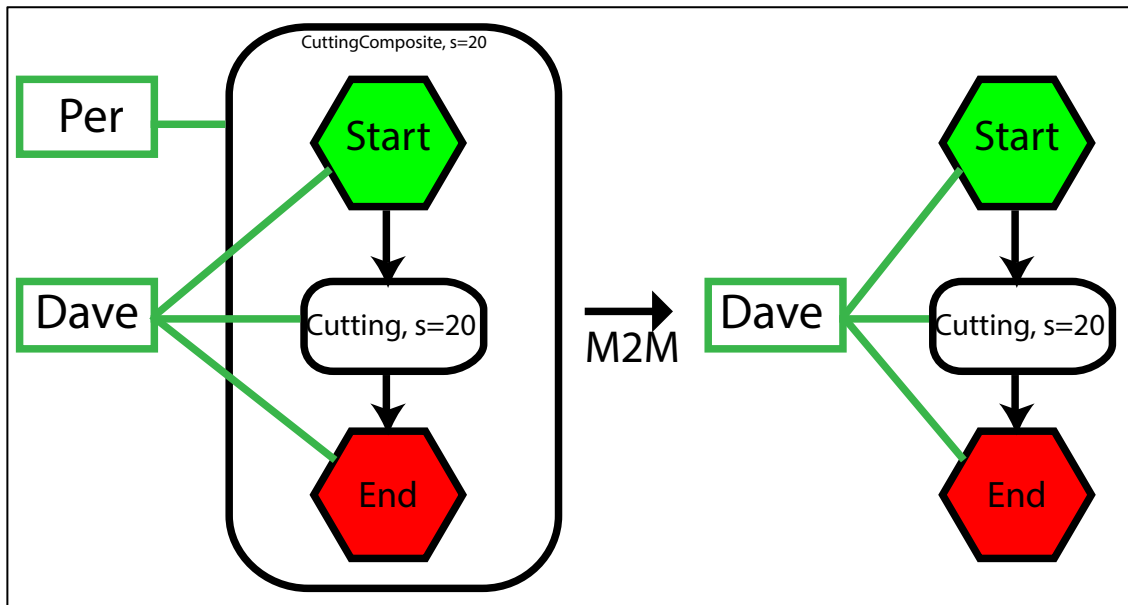 CuttingComposite, s=20
Per
Start
Dave
Cutting, s=20
End
M2M
Start
Dave
Cutting, s=20
End